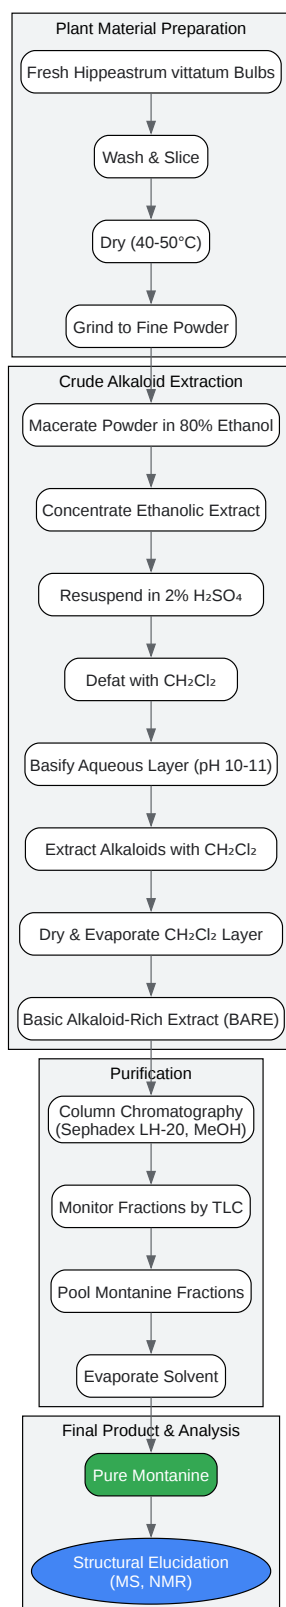 Plant Material Preparation
Fresh Hippeastrum vittatum Bulbs
Wash & Slice
Dry (40-50°C)
Grind to Fine Powder
Crude Alkaloid Extraction
Macerate Powder in 80% Ethanol
Concentrate Ethanolic Extract
Resuspend in 2% H₂SO₄
Defat with CH₂Cl₂
Basify Aqueous Layer (pH 10-11)
Extract Alkaloids with CH₂Cl₂
Dry & Evaporate CH₂Cl₂ Layer
Basic Alkaloid-Rich Extract (BARE)
Purification
Column Chromatography
(Sephadex LH-20, MeOH)
Monitor Fractions by TLC
Pool Montanine Fractions
Evaporate Solvent
Final Product & Analysis
Pure Montanine
Structural Elucidation
(MS, NMR)